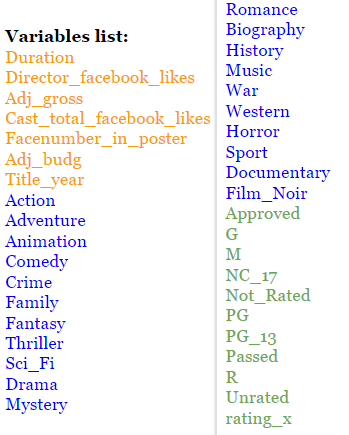 Variables list:
Duration
Director_facebook_likes
Adj_gross
Cast_total_facebook_likes
Facenumber_in_poster
Adj_budg
Title_year
Action
Adventure
Animation
Comedy
Crime
Family
Fantasy
Thriller
Sci_Fi
Drama
Mystery
Romance
Biography
History
Music
War
Western
Horror
Sport
Documentary
Film_Noir
Approved
G
M
NC_17
Not_Rated
PG
PG_13
Passed
R
Unrated
rating_x